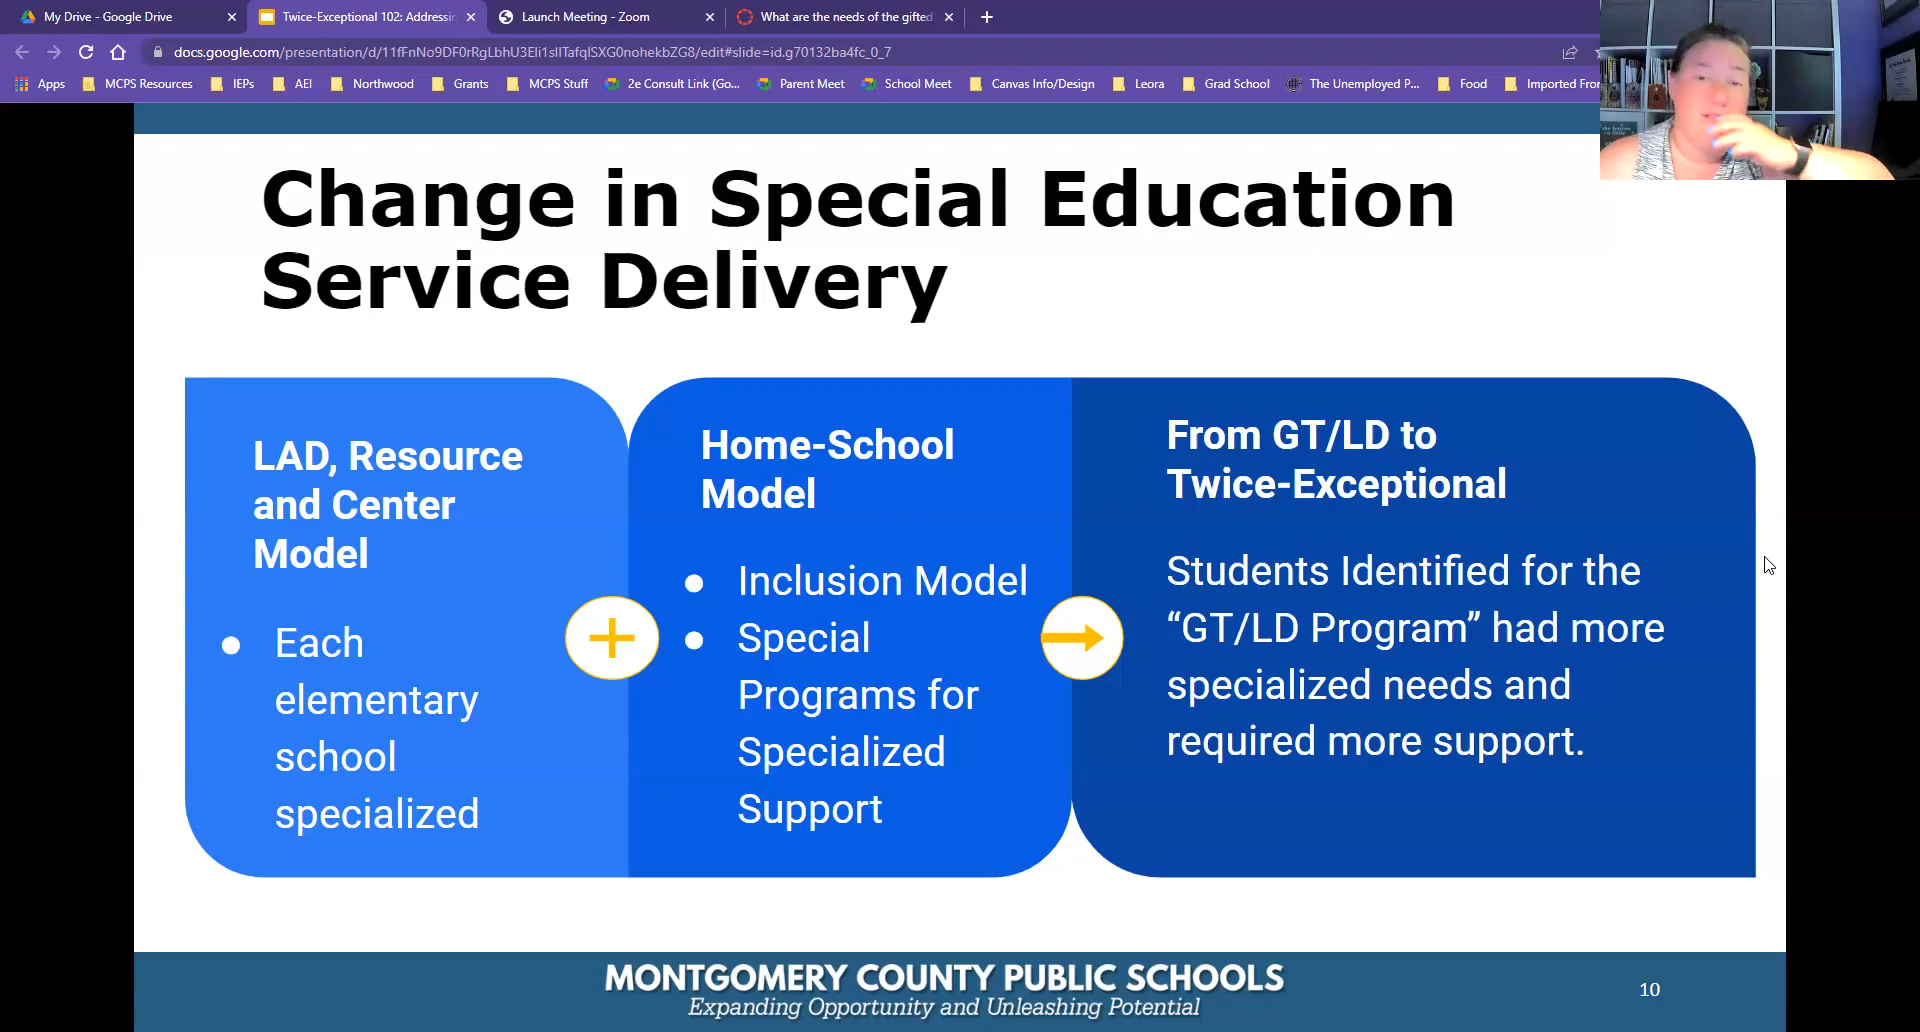 My Drive - Google Drive
Twice-Exceptional 102: Addressin
Launch Meeting - Zoom
What are the needs of the gifted
docs.google.com/presentation/d/11fFnNo9DF0rRgLbhU3Eli1sIlTafqlSXG0nohekbZG8/edit#slide=id.g70132ba4fc_0_7
Apps
MCPS Resources
IEPs
AEI
Northwood
Grants
MCPS Stuff
2e Consult Link (Go...
Parent Meet
School Meet
Canvas Info/Design
Leora
Grad School
The Unemployed P...
Food
Imported Fro
Change in Special Education
Service Delivery
LAD, Resource
and Center
Model
● Each
elementary
school
specialized
Home-School
Model
● Inclusion Model
● Special
Programs for
Specialized
Support
From GT/LD to
Twice-Exceptional
Students Identified for the
“GT/LD Program” had more
specialized needs and
required more support.
MONTGOMERY COUNTY PUBLIC SCHOOLS
Expanding Opportunity and Unleashing Potential
10